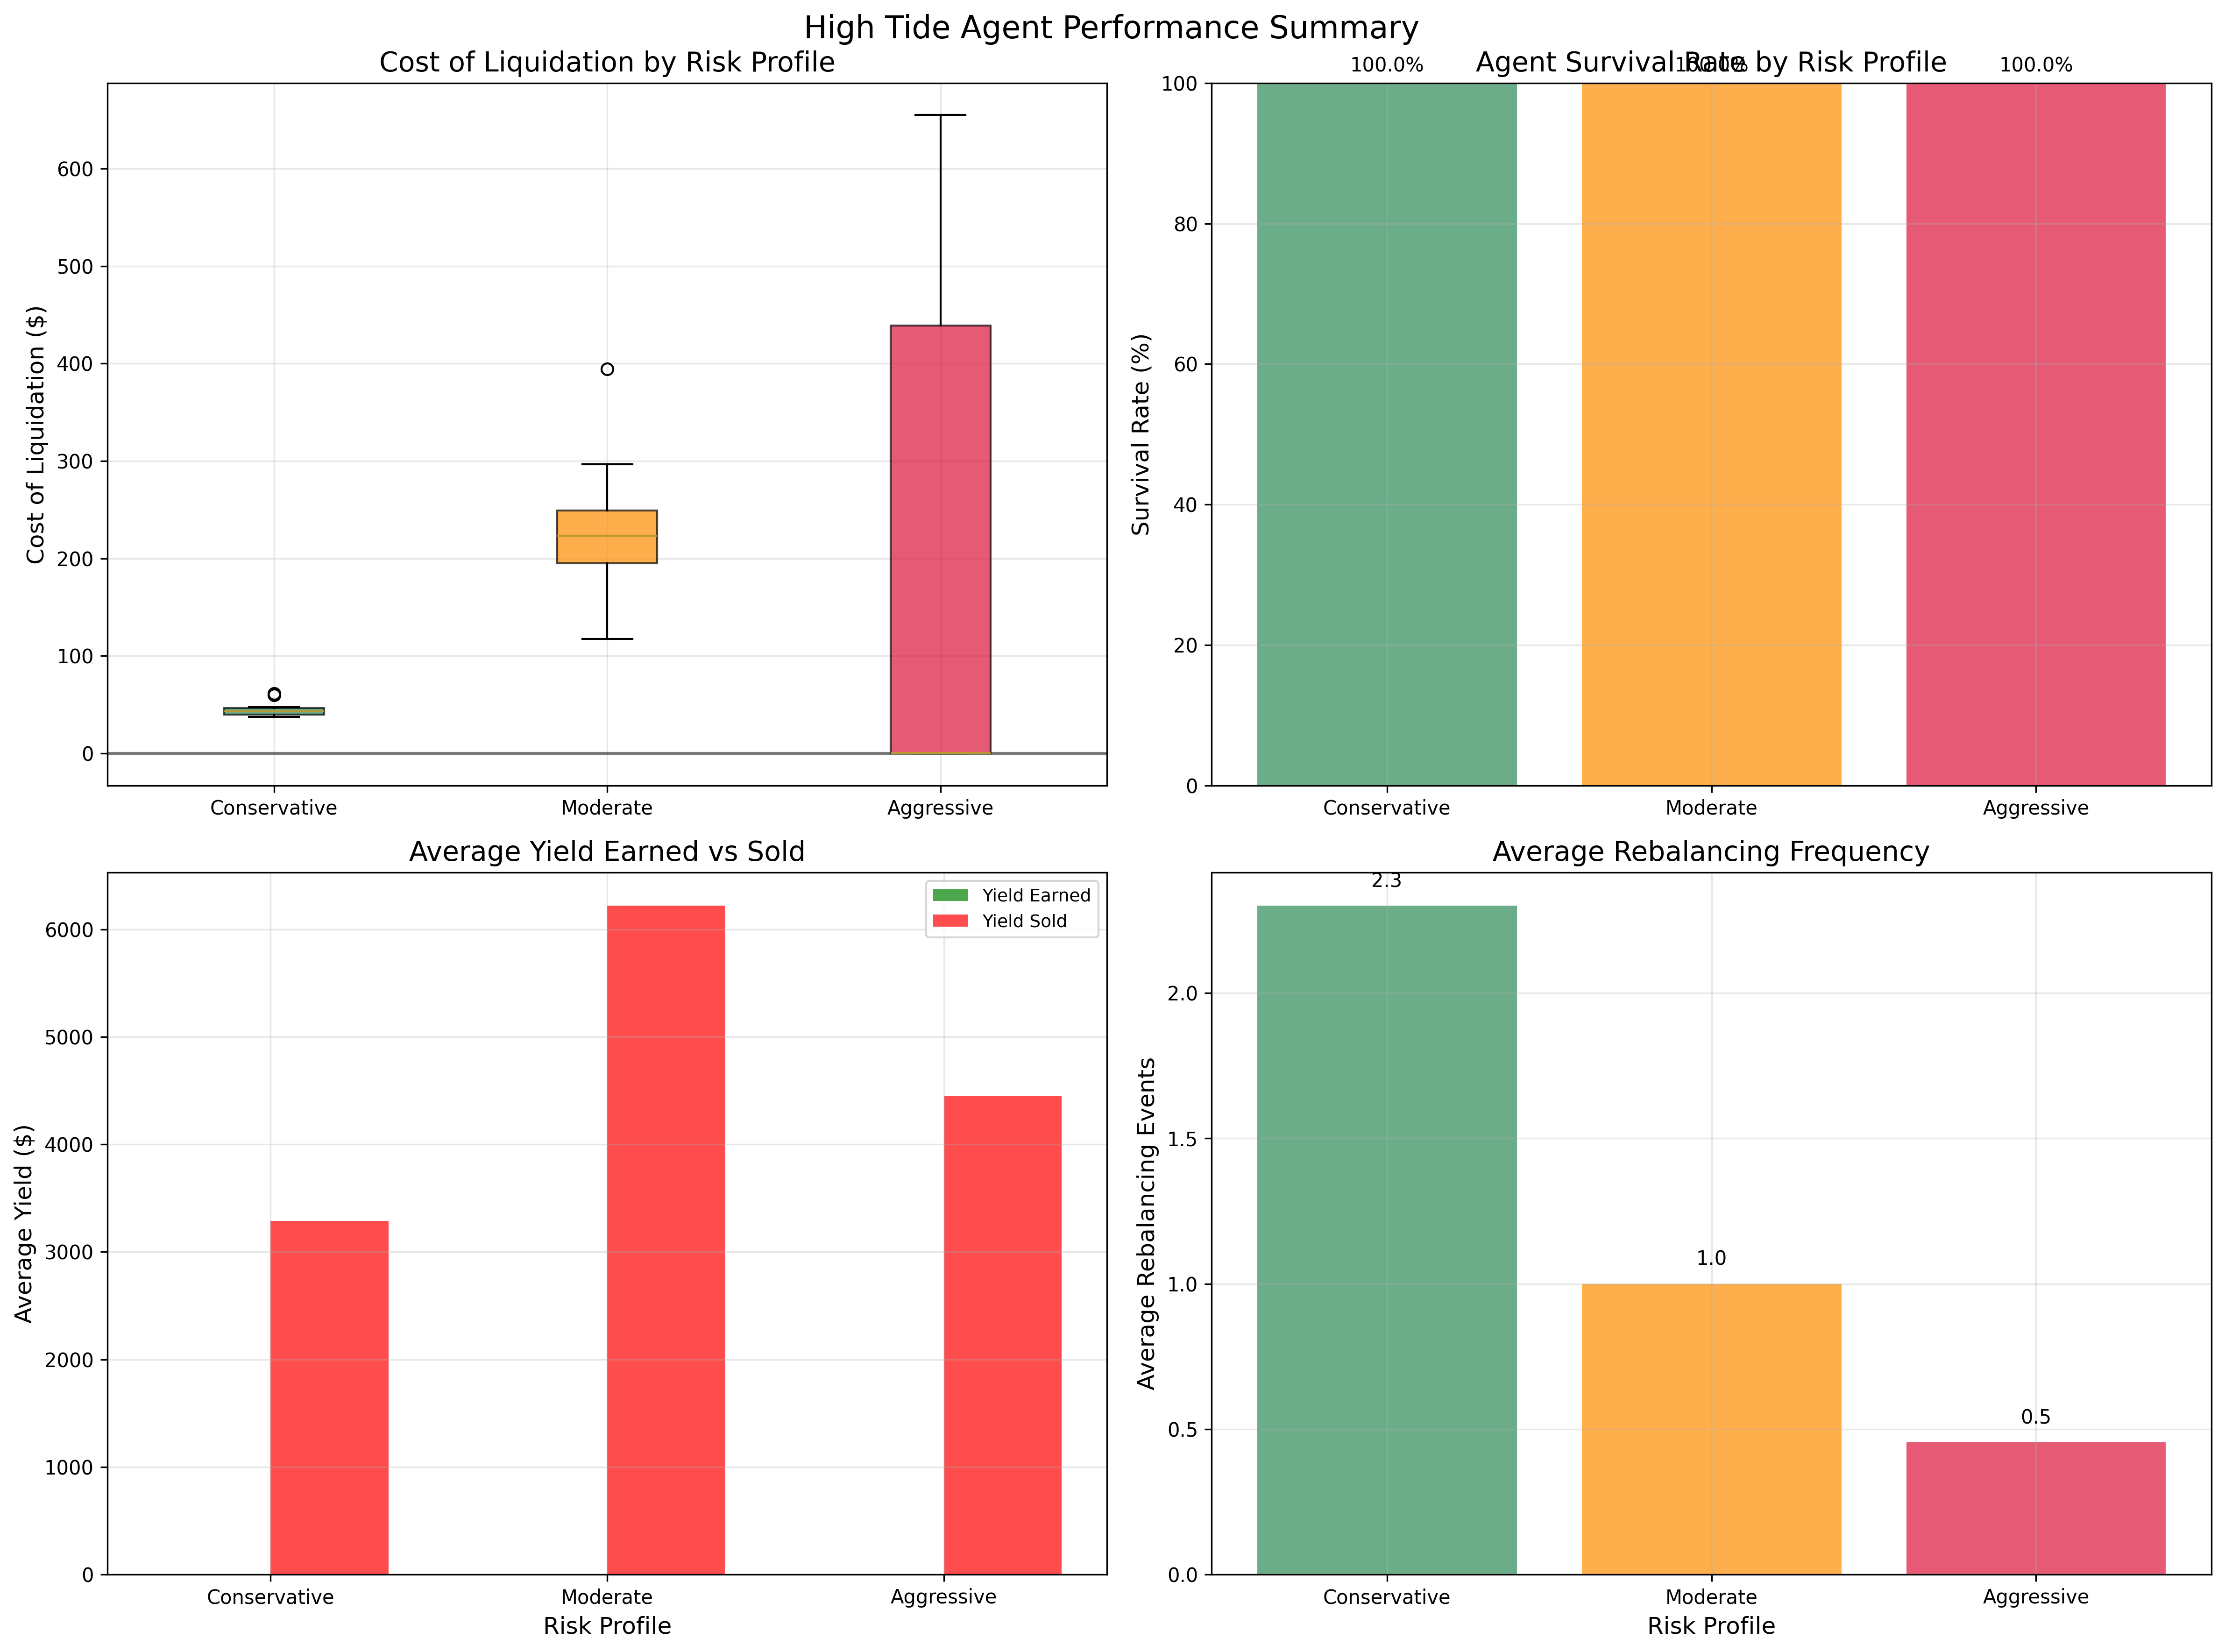 High Tide Agent Performance Summary
Cost of Liquidation by Risk Profile
Cost of Liquidation ($)
600
500
400
300
200
100
0
Conservative
Moderate
Aggressive
Agent Survival Rate by Risk Profile
100.0%
100.0%
100.0%
Survival Rate (%)
100
80
60
40
20
0
Conservative
Moderate
Aggressive
Average Yield Earned vs Sold
Yield Earned
Yield Sold
Average Yield ($)
6000
5000
4000
3000
2000
1000
0
Conservative
Moderate
Aggressive
Risk Profile
Average Rebalancing Frequency
2.3
1.0
0.5
Average Rebalancing Events
2.0
1.5
1.0
0.5
0.0
Conservative
Moderate
Aggressive
Risk Profile